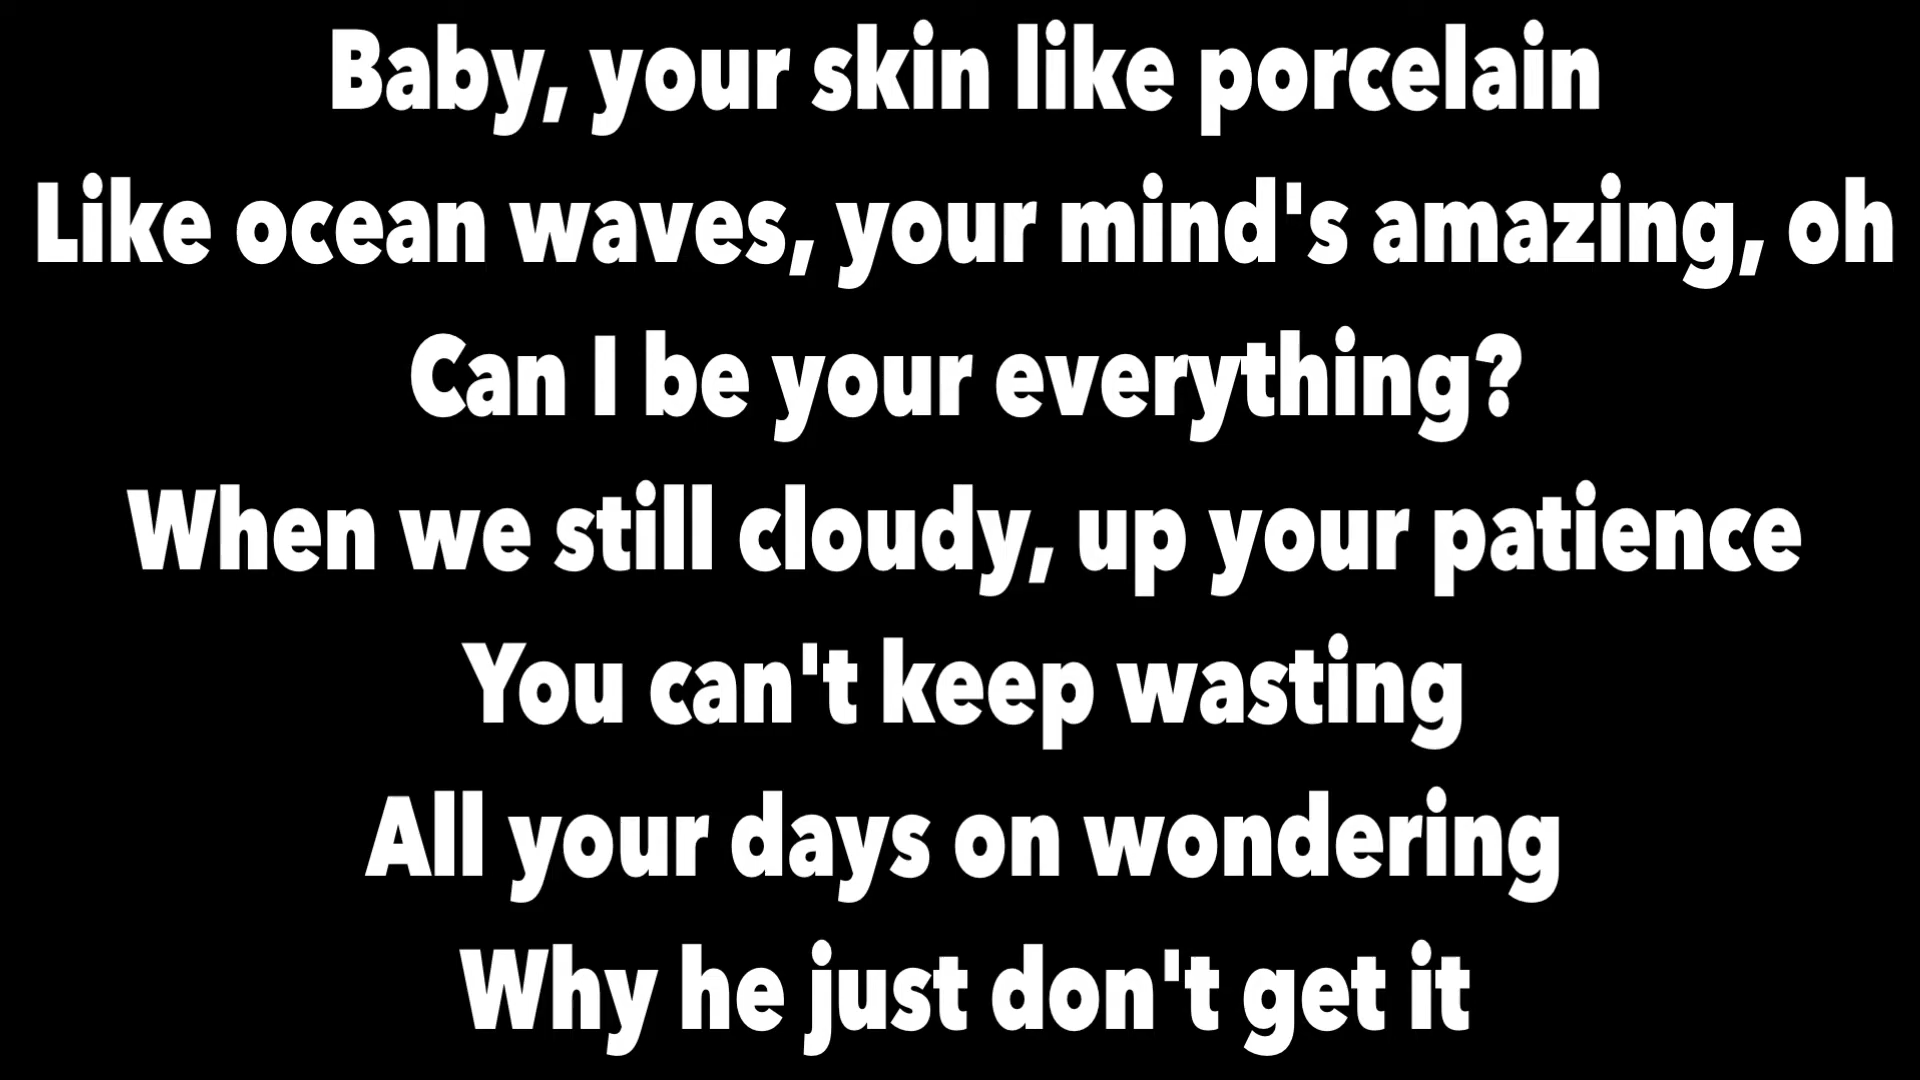 Baby, your skin like porcelain
Like ocean waves, your mind's amazing, oh
Can I be your everything?
When we still cloudy, up your patience
You can't keep wasting
All your days on wondering
Why he just don't get it